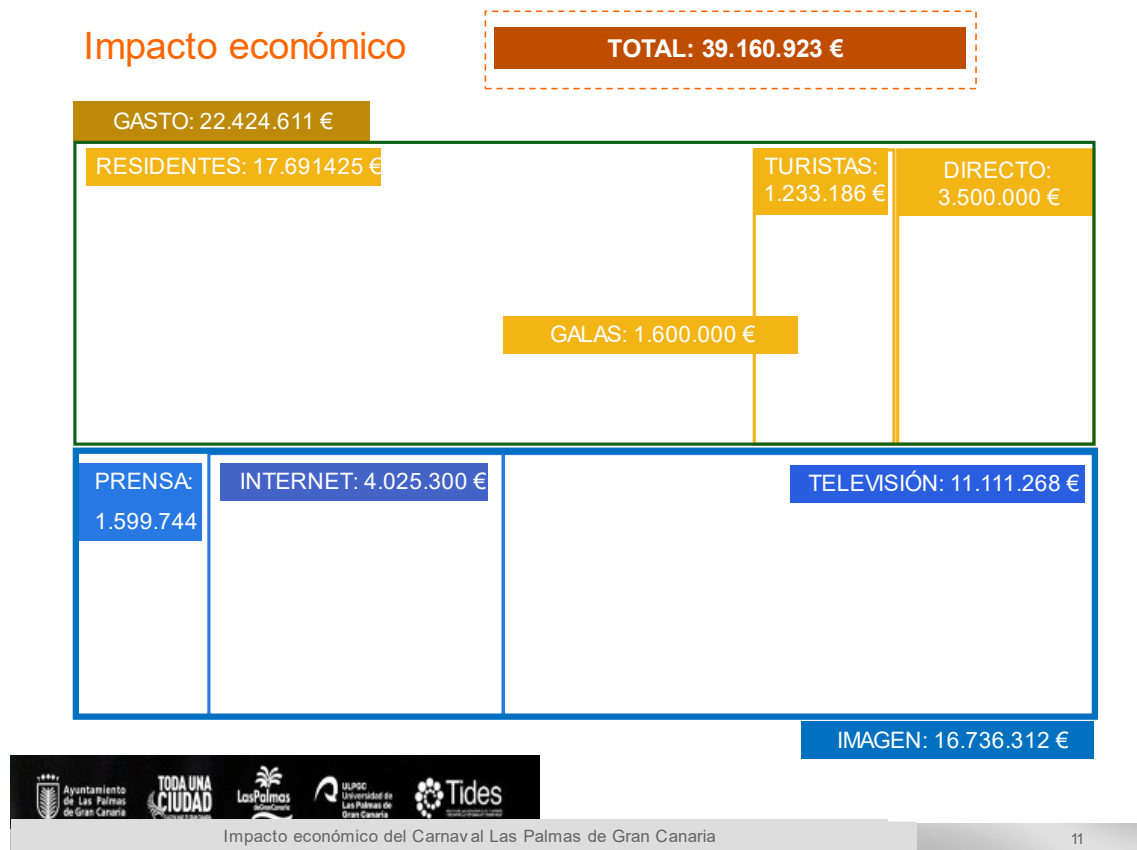 Impacto económico
TOTAL: 39.160.923 €
GASTO: 22.424.611 €
RESIDENTES: 17.691425 €
TURISTAS:
1.233.186 €
DIRECTO:
3.500.000 €
GALAS: 1.600.000 €
PRENSA:
1.599.744
INTERNET: 4.025.300 €
TELEVISIÓN: 11.111.268 €
IMAGEN: 16.736.312 €
Ayuntamiento
de Las Palmas
de Gran Canaria
TODA UNA
CIUDAD
LasPalmas
deGranCanaria
ULPGC
Universidad de
Las Palmas de
Gran Canaria
Tides
Impacto económico del Carnaval Las Palmas de Gran Canaria
11